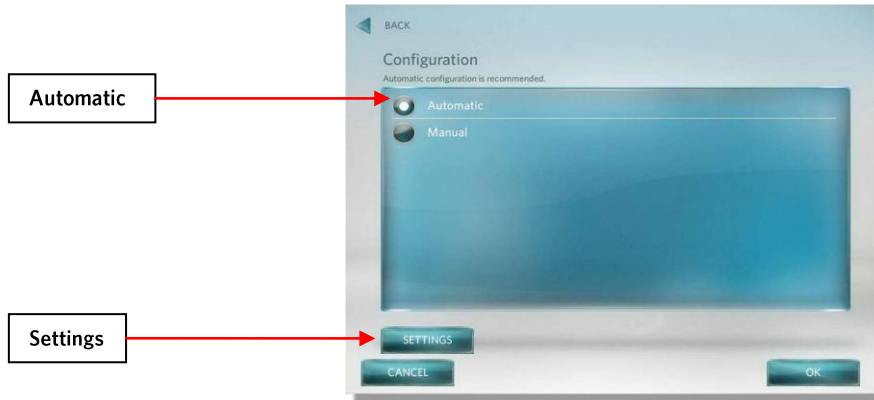 BACK
Configuration
Automatic configuration is recommended.
Automatic
Automatic
Manual
Settings
SETTINGS
CANCEL
OK